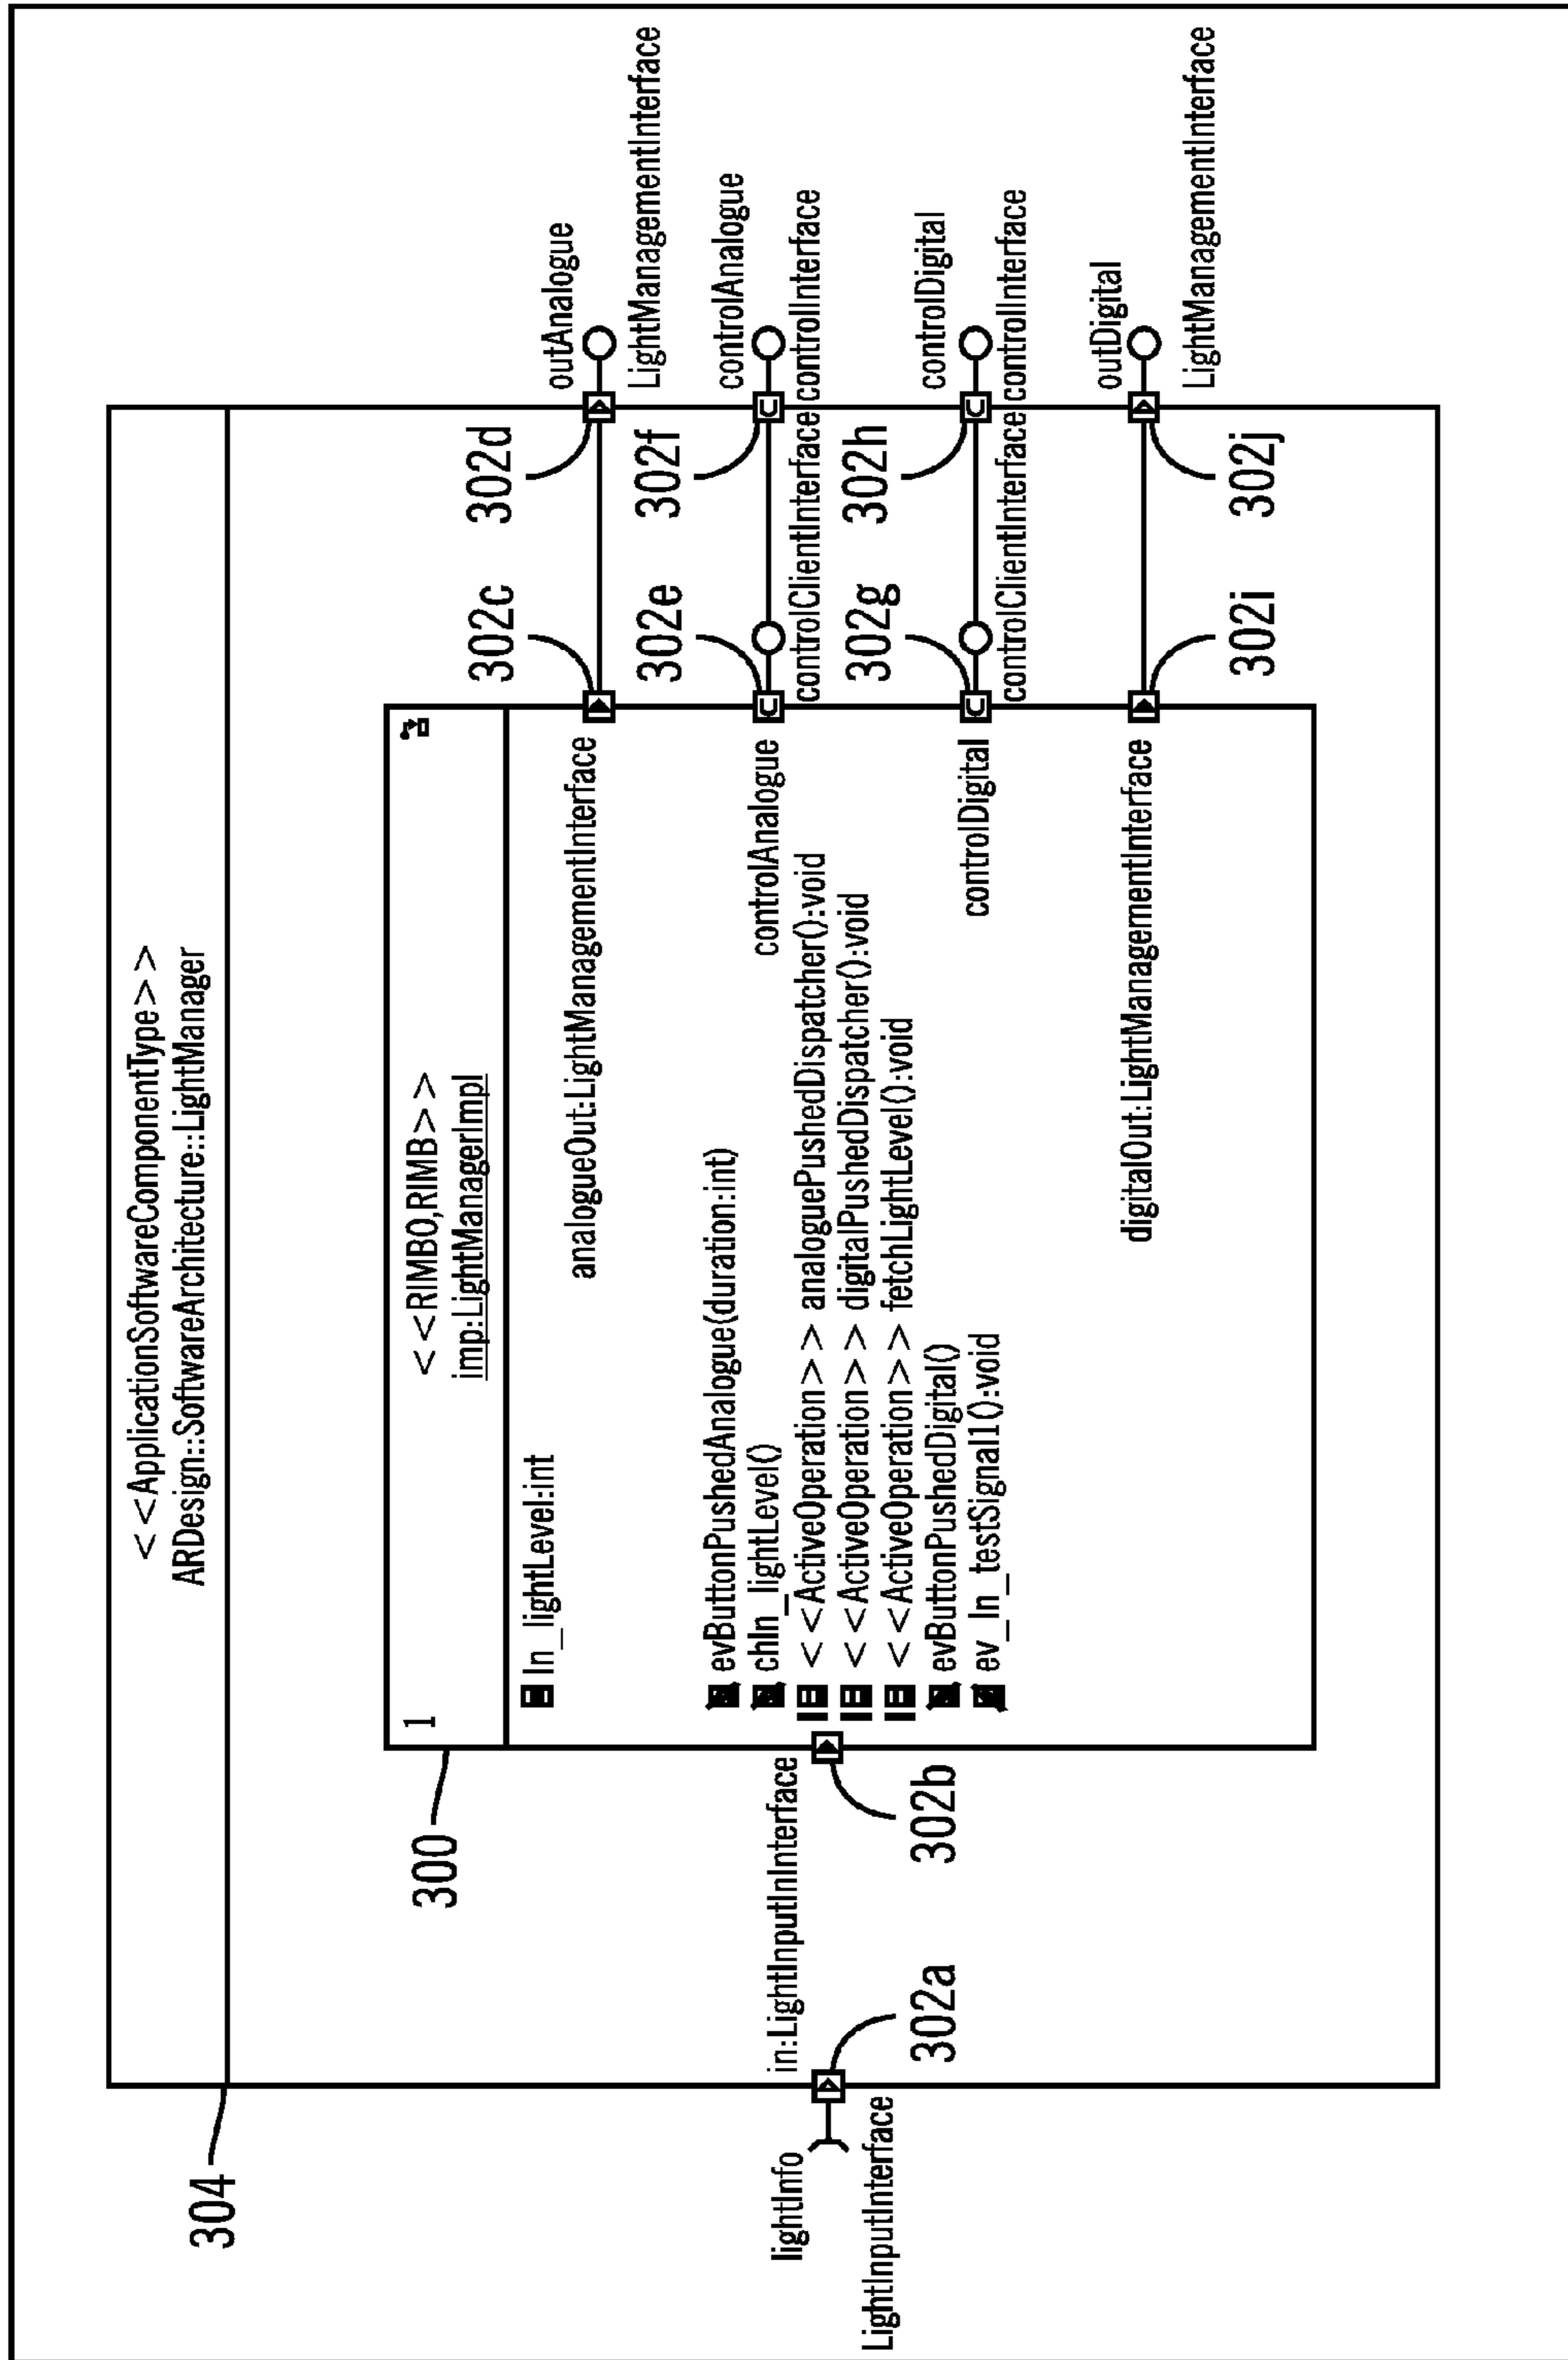 304
<<ApplicationSoftwareComponentType>>
ARDesign::SoftwareArchitecture::LightManager
300
1
<<RIMBO,RIMB>>
imp:LightManagerImpl
In_lightLevel:int
analogueOut:LightManagementInterface
302c
302d
outAnalogue
LightManagementInterface
evButtonPushedAnalogue(duration:int)
chIn_lightLevel()
<<ActiveOperation>> analoguePushedDispatcher():void
<<ActiveOperation>> digitalPushedDispatcher():void
<<ActiveOperation>> fetchLightLevel():void
evButtonPushedDigital()
ev_In_testSignal1():void
controlAnalogue
302e
302f
controlAnalogue
controlClientInterface
controlInterface
lightInfo
LightInputInterface
302a
in:LightInputInInterface
302b
controlDigital
302g
302h
controlDigital
controlClientInterface
controlInterface
digitalOut:LightManagementInterface
302i
302j
outDigital
LightManagementInterface